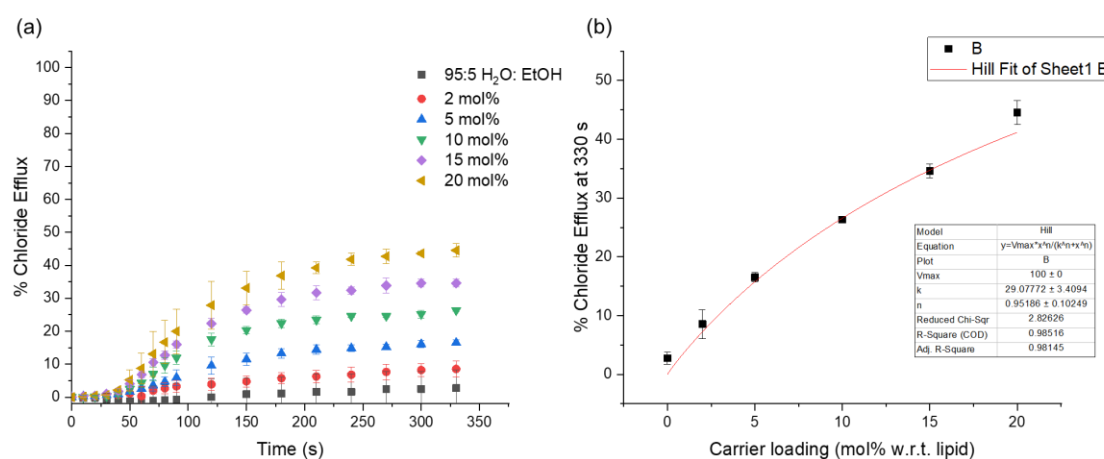 (a)
100
90
80
70
60
50
40
30
20
10
0
% Chloride Efflux
0 50 100 150 200 250 300 350
Time (s)
95:5 H₂O: EtOH
2 mol%
5 mol%
10 mol%
15 mol%
20 mol%
(b)
B
Hill Fit of Sheet1 B
50
40
30
20
10
0
% Chloride Efflux at 330 s
0 5 10 15 20
Carrier loading (mol% w.r.t. lipid)
Model Hill
Equation y=Vmax*x^n/(k^n+x^n)
Plot B
Vmax 100 ± 0
k 29.07772 ± 3.4094
n 0.95186 ± 0.10249
Reduced Chi-Sqr 2.82626
R-Square (COD) 0.98516
Adj. R-Square 0.98145